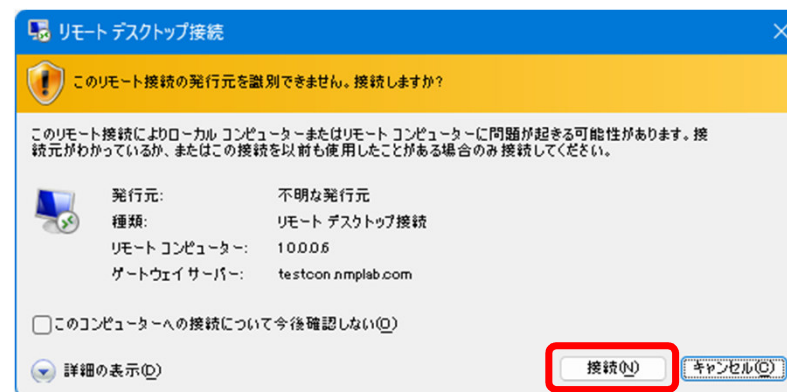 リモート デスクトップ接続
このリモート接続の発行元を識別できません。接続しますか?
このリモート接続によりローカル コンピューターまたはリモート コンピューターに問題が起きる可能性があります。接
続元がわかっているか、またはこの接続を以前も使用したことがある場合のみ接続してください。
発行元: 不明な発行元
種類: リモート デスクトップ接続
リモート コンピューター: 10.0.0.6
ゲートウェイ サーバー: testcon.nmplab.com
このコンピューターへの接続について今後確認しない(O)
詳細の表示(D) 接続(N) キャンセル(C)